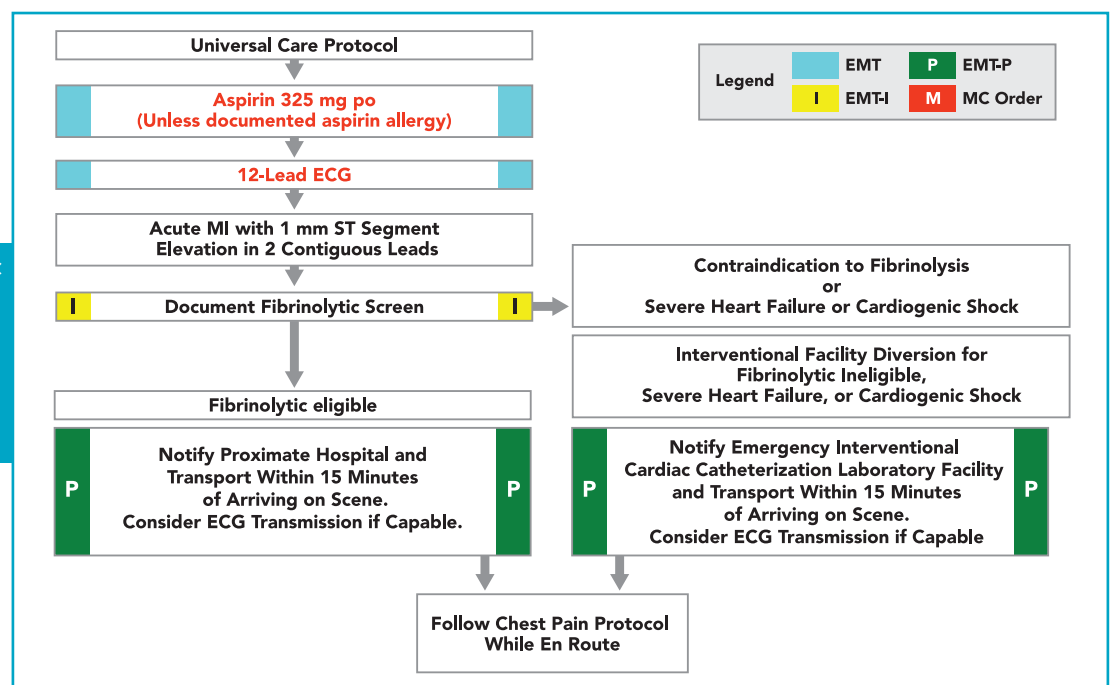 Universal Care Protocol
Legend
EMT
P
EMT-P
I
EMT-I
M
MC Order
Aspirin 325 mg po
(Unless documented aspirin allergy)
12-Lead ECG
Acute MI with 1 mm ST Segment
Elevation in 2 Contiguous Leads
I
Document Fibrinolytic Screen
I
Contraindication to Fibrinolysis
or
Severe Heart Failure or Cardiogenic Shock
Interventional Facility Diversion for
Fibrinolytic Ineligible,
Severe Heart Failure, or Cardiogenic Shock
Fibrinolytic eligible
P
Notify Proximate Hospital and
Transport Within 15 Minutes
of Arriving on Scene.
Consider ECG Transmission if Capable.
P
P
Notify Emergency Interventional
Cardiac Catheterization Laboratory Facility
and Transport Within 15 Minutes
of Arriving on Scene.
Consider ECG Transmission if Capable
P
Follow Chest Pain Protocol
While En Route